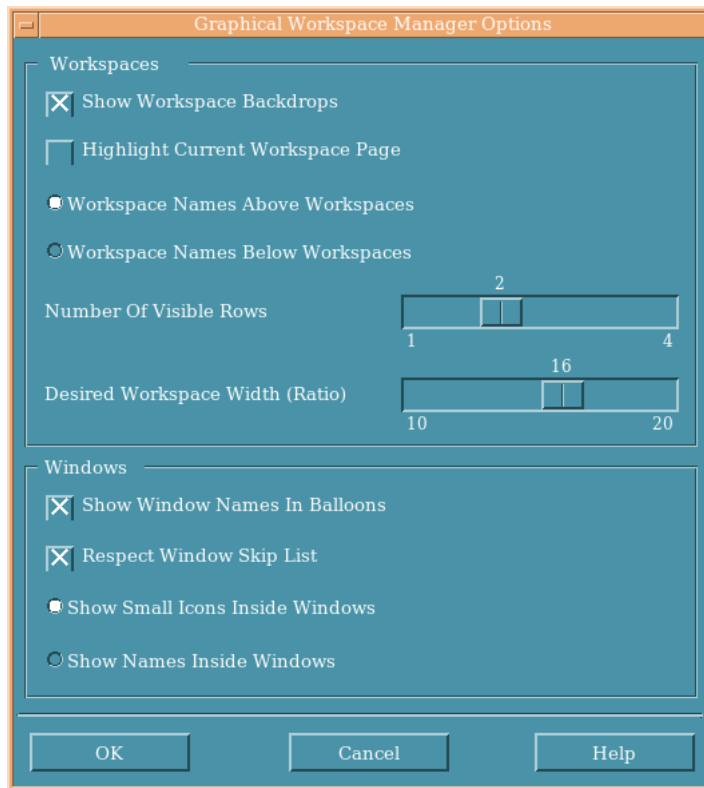 Graphical Workspace Manager Options
Workspaces
Show Workspace Backdrops
Highlight Current Workspace Page
Workspace Names Above Workspaces
Workspace Names Below Workspaces
2
Number Of Visible Rows
1 4
16
Desired Workspace Width (Ratio)
10 20
Windows
Show Window Names In Balloons
Respect Window Skip List
Show Small Icons Inside Windows
Show Names Inside Windows
OK Cancel Help